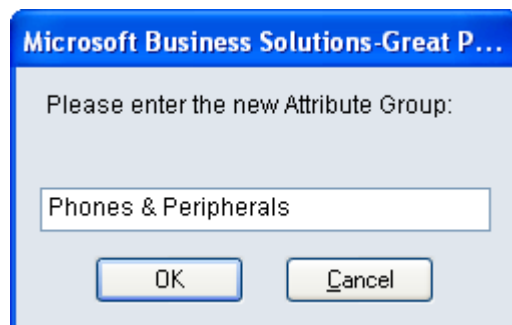 Microsoft Business Solutions-Great P...
Please enter the new Attribute Group:
Phones & Peripherals
OK Cancel